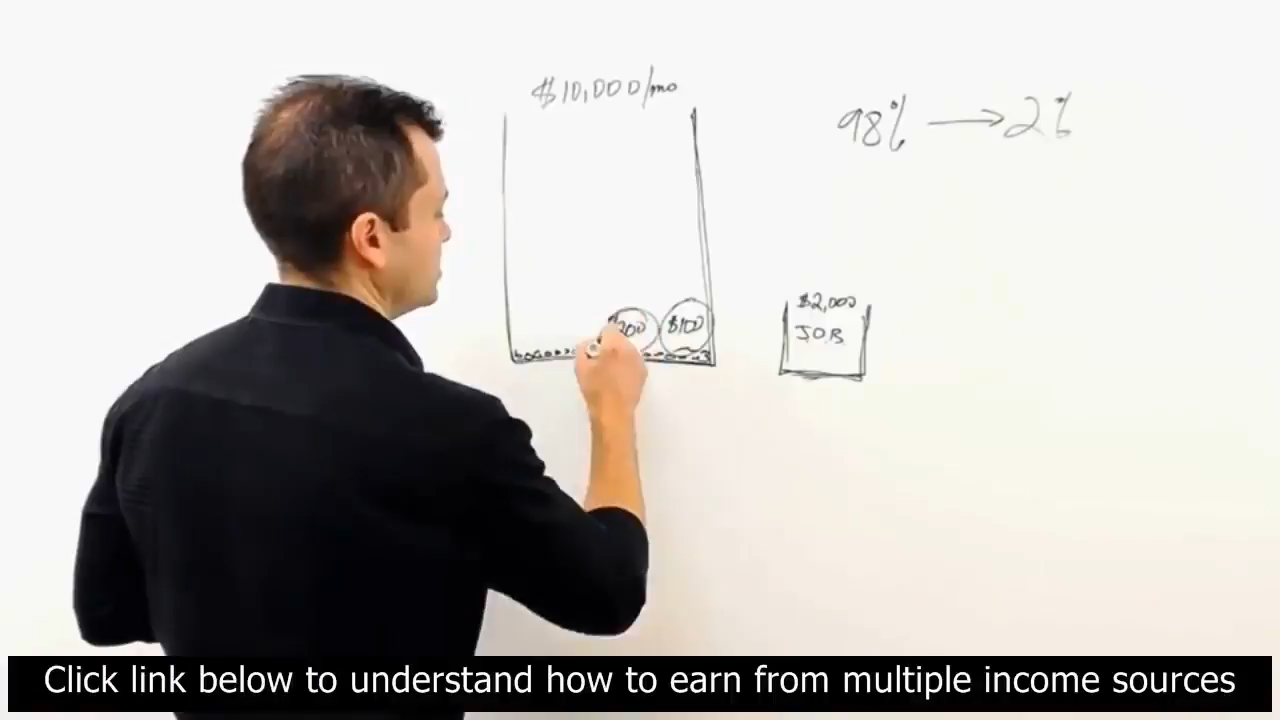 $10,000/mo
98% → 2%
$2,000
J.O.B
$200 $100
Click link below to understand how to earn from multiple income sources